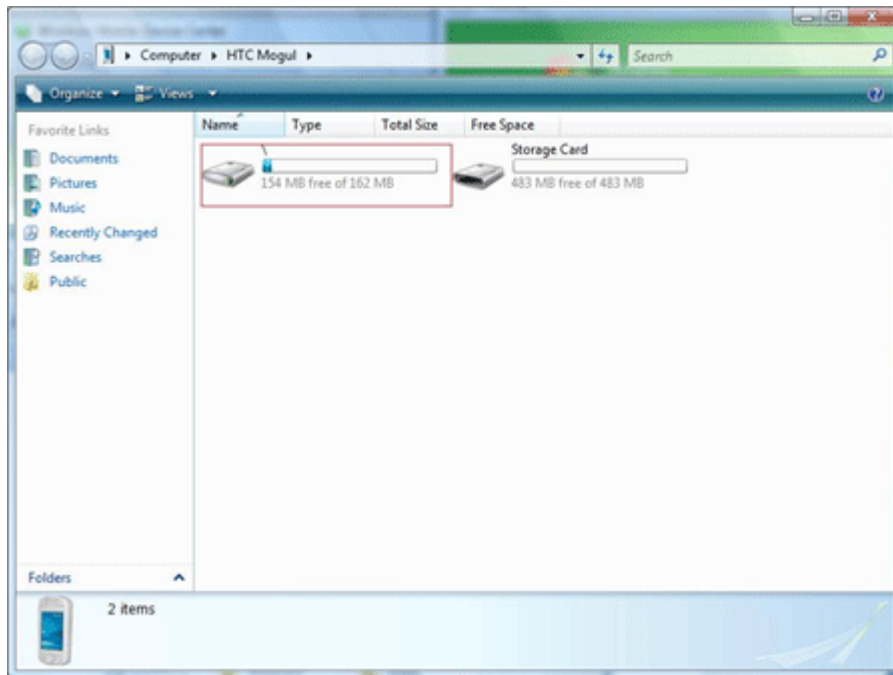 Computer ▸ HTC Mogul ▸
Search
Organize
Views
Favorite Links
Documents
Pictures
Music
Recently Changed
Searches
Public
Folders
Name Type Total Size Free Space
\
154 MB free of 162 MB
Storage Card
483 MB free of 483 MB
2 items